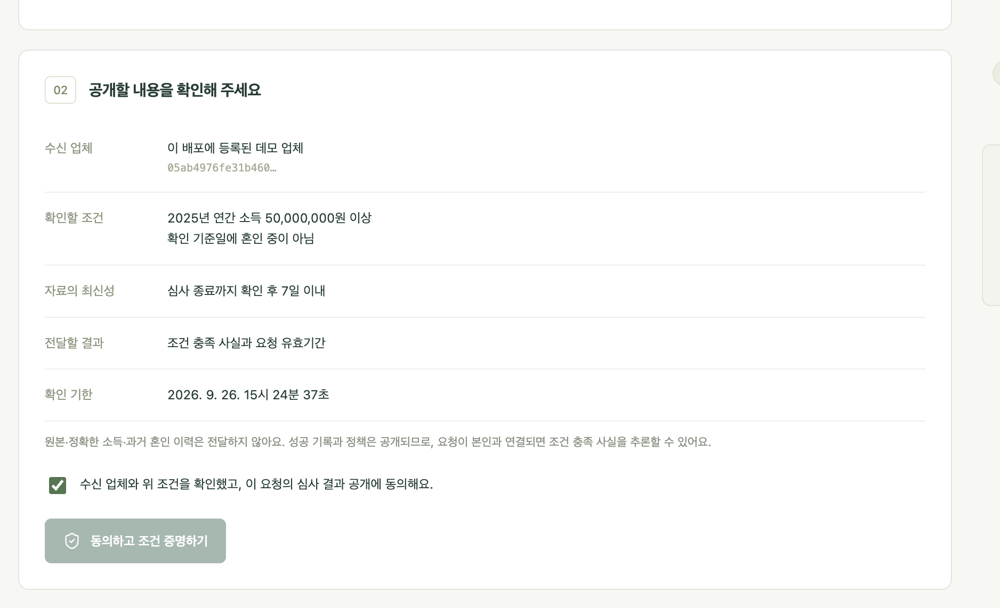 02
공개할 내용을 확인해 주세요
수신 업체
이 배포에 등록된 데모 업체
05ab4976fe31b460…
확인할 조건
2025년 연간 소득 50,000,000원 이상
확인 기준일에 혼인 중이 아님
자료의 최신성
심사 종료까지 확인 후 7일 이내
전달할 결과
조건 충족 사실과 요청 유효기간
확인 기한
2026. 9. 26. 15시 24분 37초
원본·정확한 소득·과거 혼인 이력은 전달하지 않아요. 성공 기록과 정책은 공개되므로, 요청이 본인과 연결되면 조건 충족 사실을 추론할 수 있어요.
수신 업체와 위 조건을 확인했고, 이 요청의 심사 결과 공개에 동의해요.
동의하고 조건 증명하기